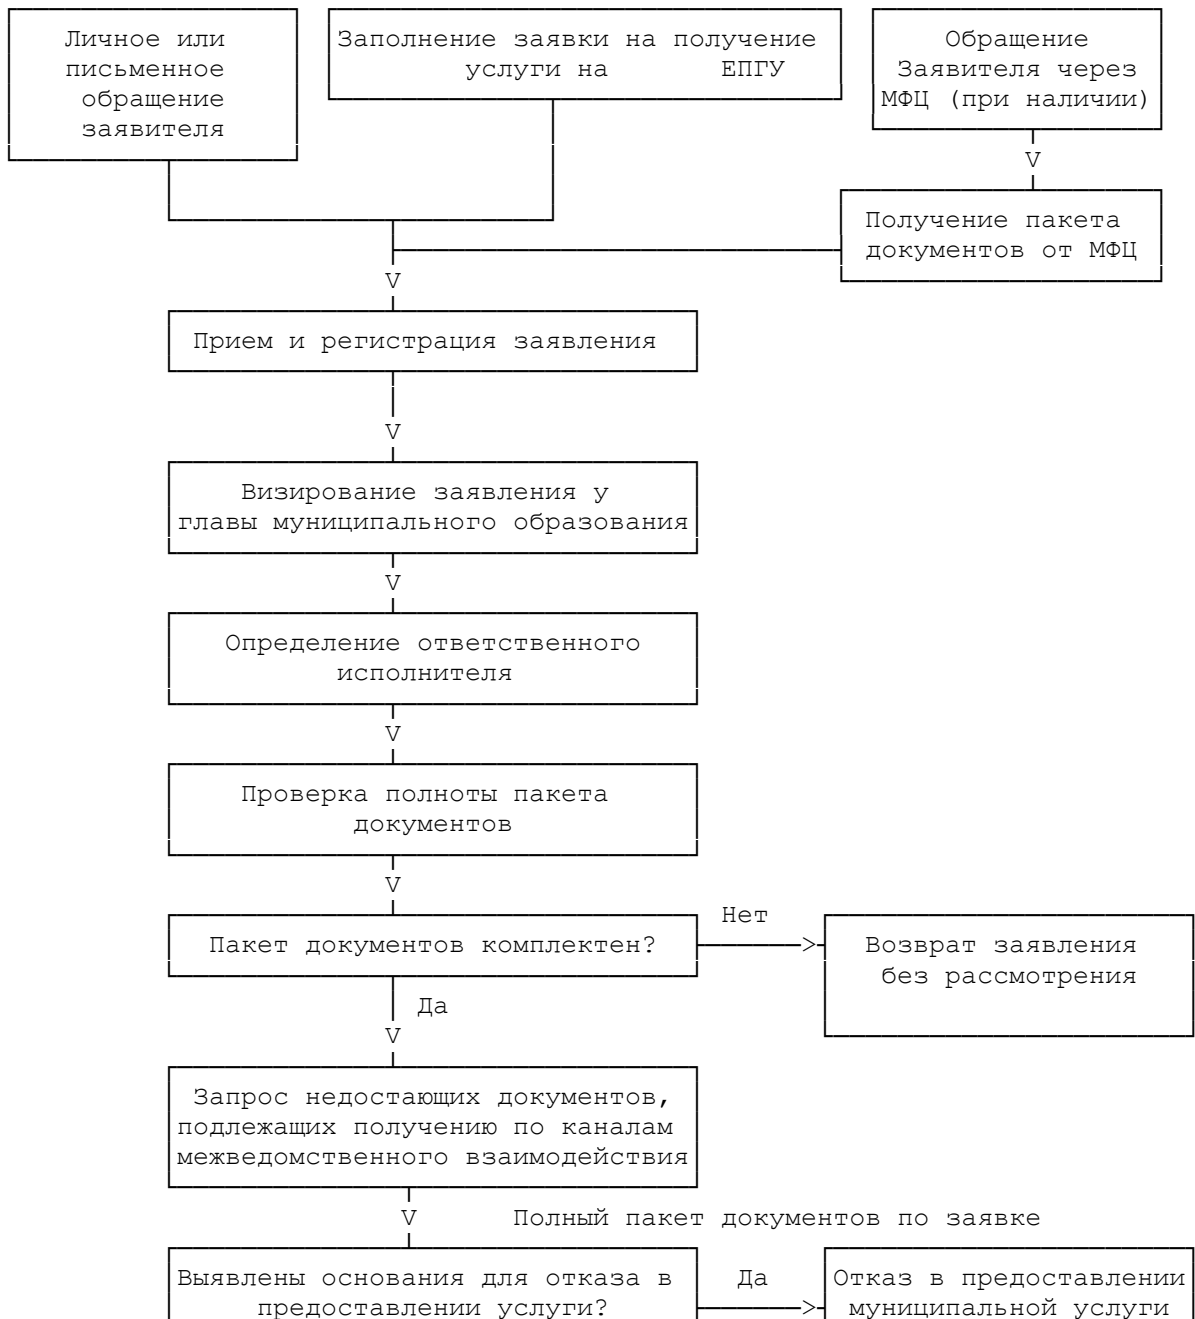 Личное или
письменное
обращение
заявителя
Заполнение заявки на получение
услуги на ЕПГУ
Обращение
Заявителя через
МФЦ (при наличии)
V
Получение пакета
документов от МФЦ
V
Прием и регистрация заявления
V
Визирование заявления у
главы муниципального образования
V
Определение ответственного
исполнителя
V
Проверка полноты пакета
документов
V
Пакет документов комплектен?
Нет
>
Возврат заявления
без рассмотрения
Да
V
Запрос недостающих документов,
подлежащих получению по каналам
межведомственного взаимодействия
V
Полный пакет документов по заявке
Выявлены основания для отказа в
предоставлении услуги?
Да
>
Отказ в предоставлении
муниципальной услуги